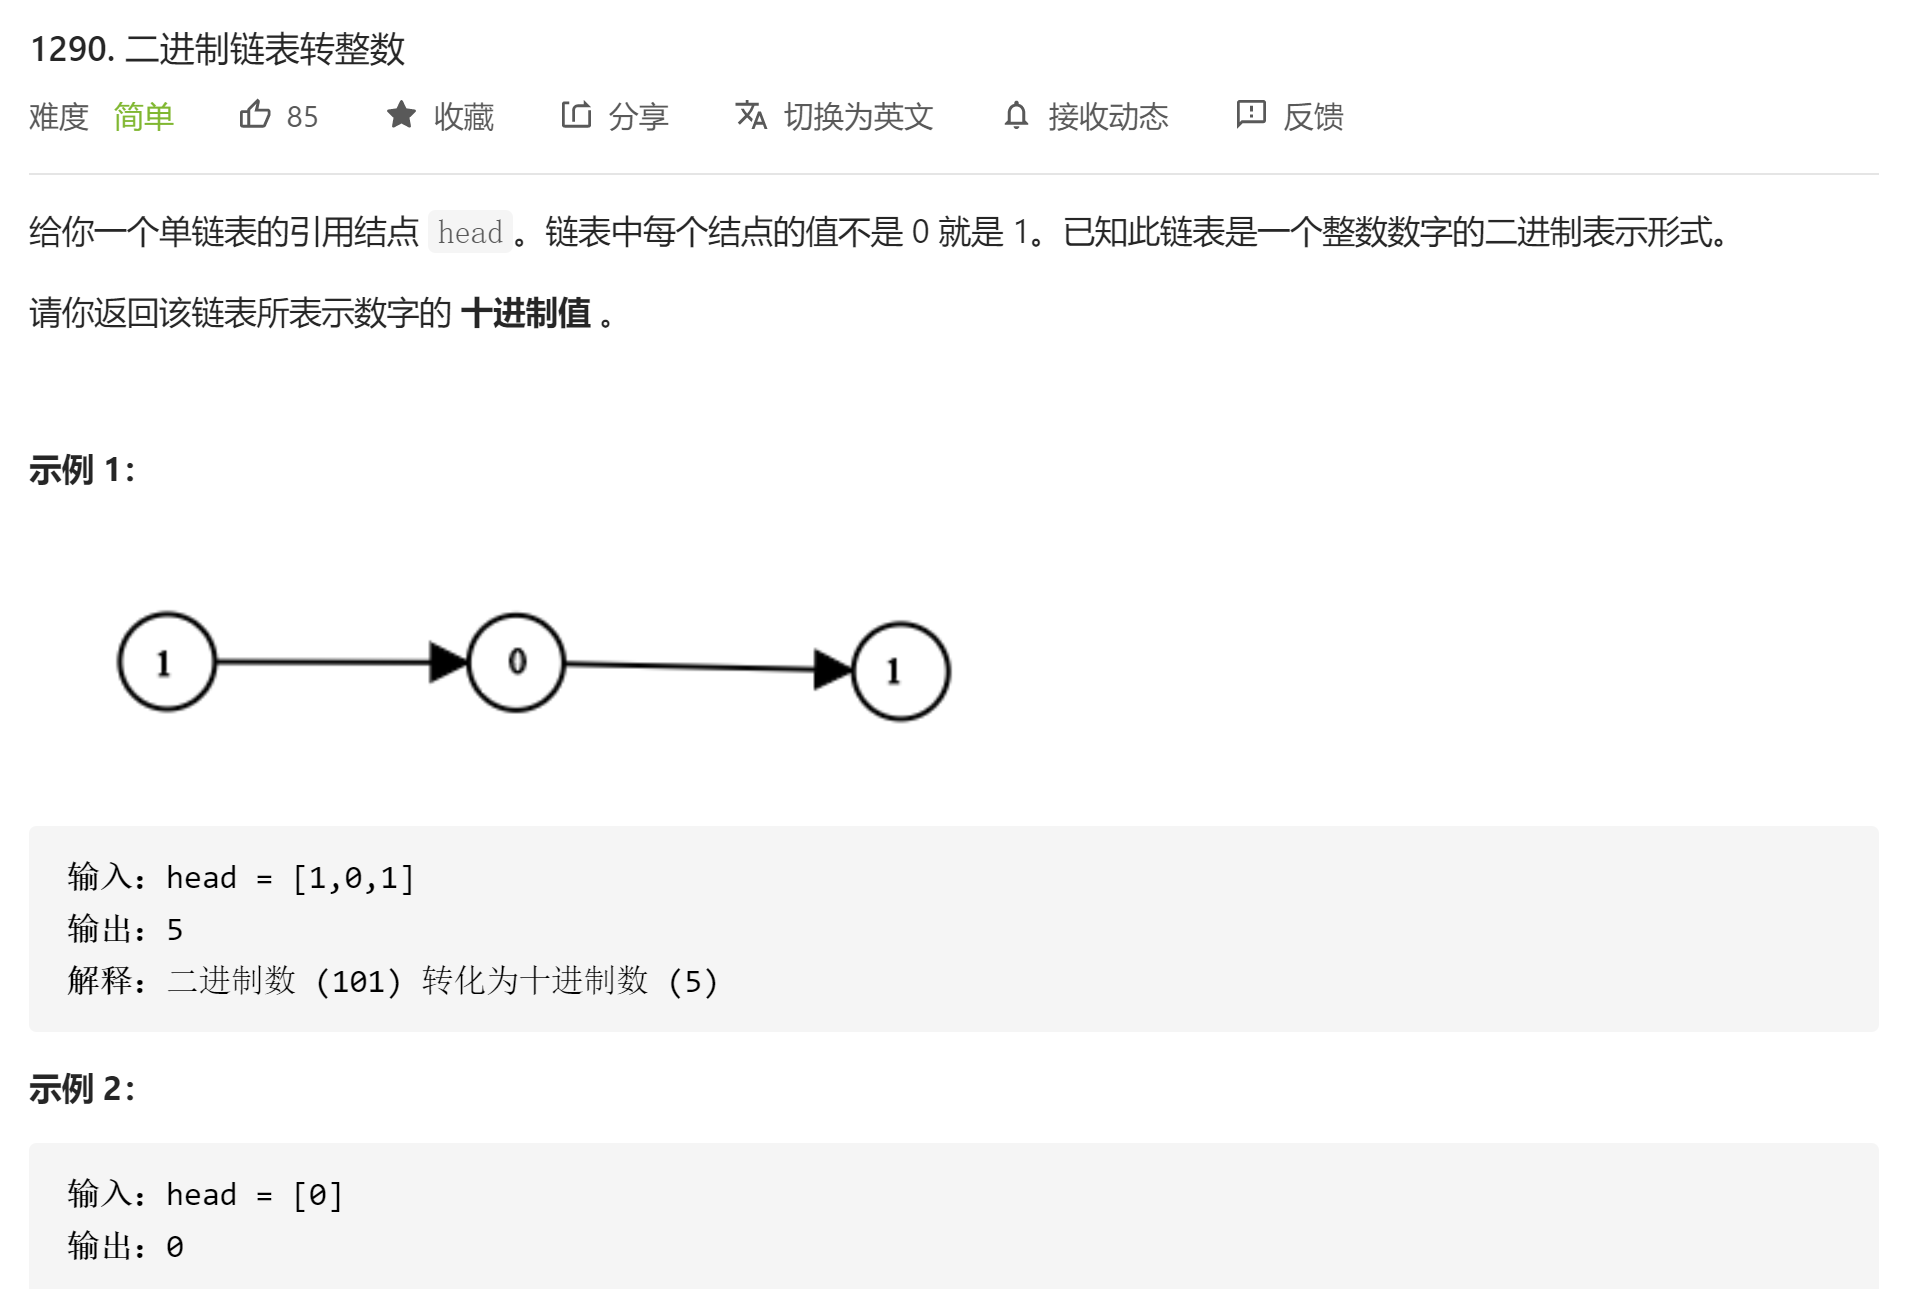 1290. 二进制链表转整数
难度 简单 85 收藏 分享 切换为英文 接收动态 反馈
给你一个单链表的引用结点 head 。链表中每个结点的值不是 0 就是 1。已知此链表是一个整数数字的二进制表示形式。
请你返回该链表所表示数字的 十进制值 。
示例 1：
1 0 1
输入：head = [1,0,1]
输出：5
解释：二进制数 (101) 转化为十进制数 (5)
示例 2：
输入：head = [0]
输出：0